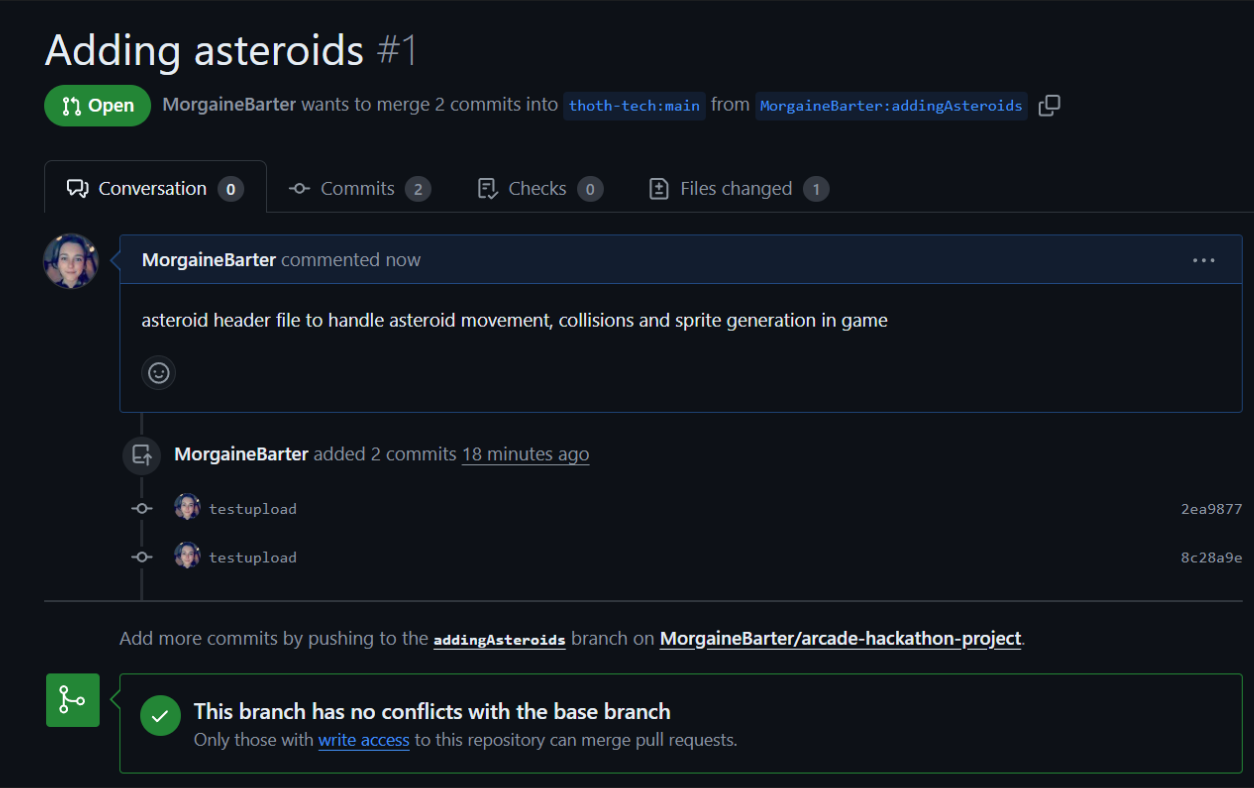 Adding asteroids #1
Open MorgaineBarter wants to merge 2 commits into thoth-tech:main from MorgaineBarter:addingAsteroids
Conversation 0 Commits 2 Checks 0 Files changed 1
MorgaineBarter commented now
asteroid header file to handle asteroid movement, collisions and sprite generation in game
MorgaineBarter added 2 commits 18 minutes ago
testupload 2ea9877
testupload 8c28a9e
Add more commits by pushing to the addingAsteroids branch on MorgaineBarter/arcade-hackathon-project.
This branch has no conflicts with the base branch
Only those with write access to this repository can merge pull requests.